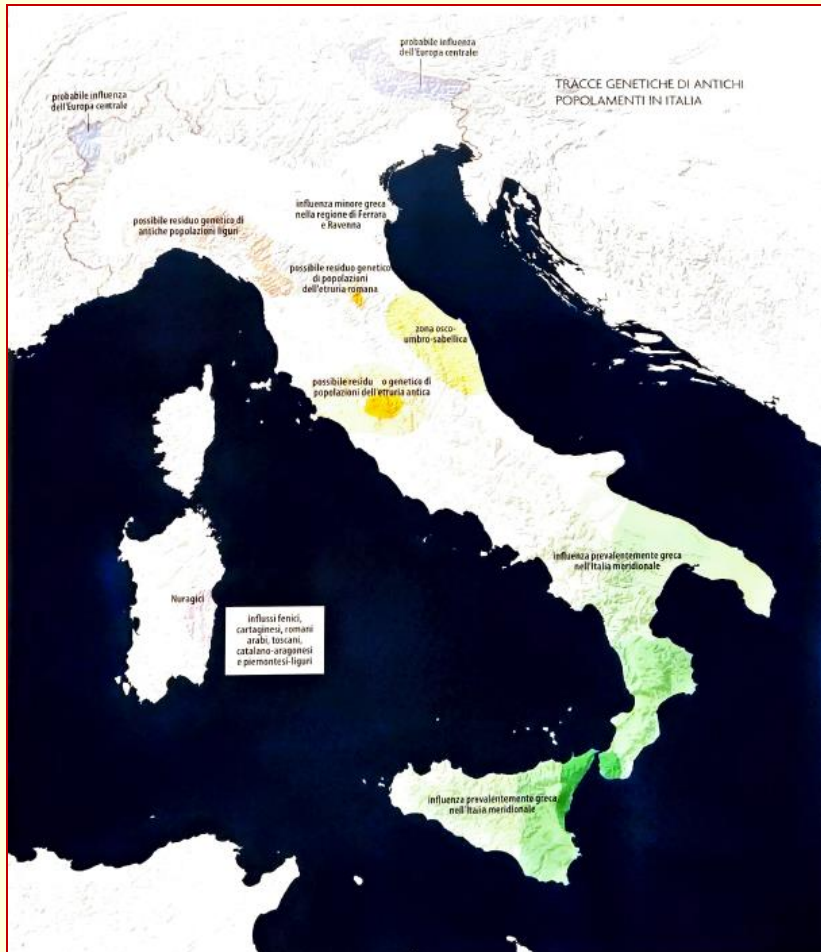 probabile influenza
dell'Europa centrale
TRACCE GENETICHE DI ANTICHI
POPOLAMENTI IN ITALIA
probabile influenza
dell'Europa centrale
influenza minore greca
nella regione di Ferrara
e Ravenna
possibile residuo genetico di
antiche popolazioni liguri
possibile residuo genetico
di popolazioni
dell'etruria romana
zona osco-
umbro-sabellica
possibile residu o genetico di
popolazioni dell'etruria antica
influenza prevalentemente greca
nell'Italia meridionale
Nuragici
influssi fenici,
cartaginesi, romani
arabi, toscani,
catalano-aragonesi
e piemontesi-liguri
influenza prevalentemente greca
nell'Italia meridionale